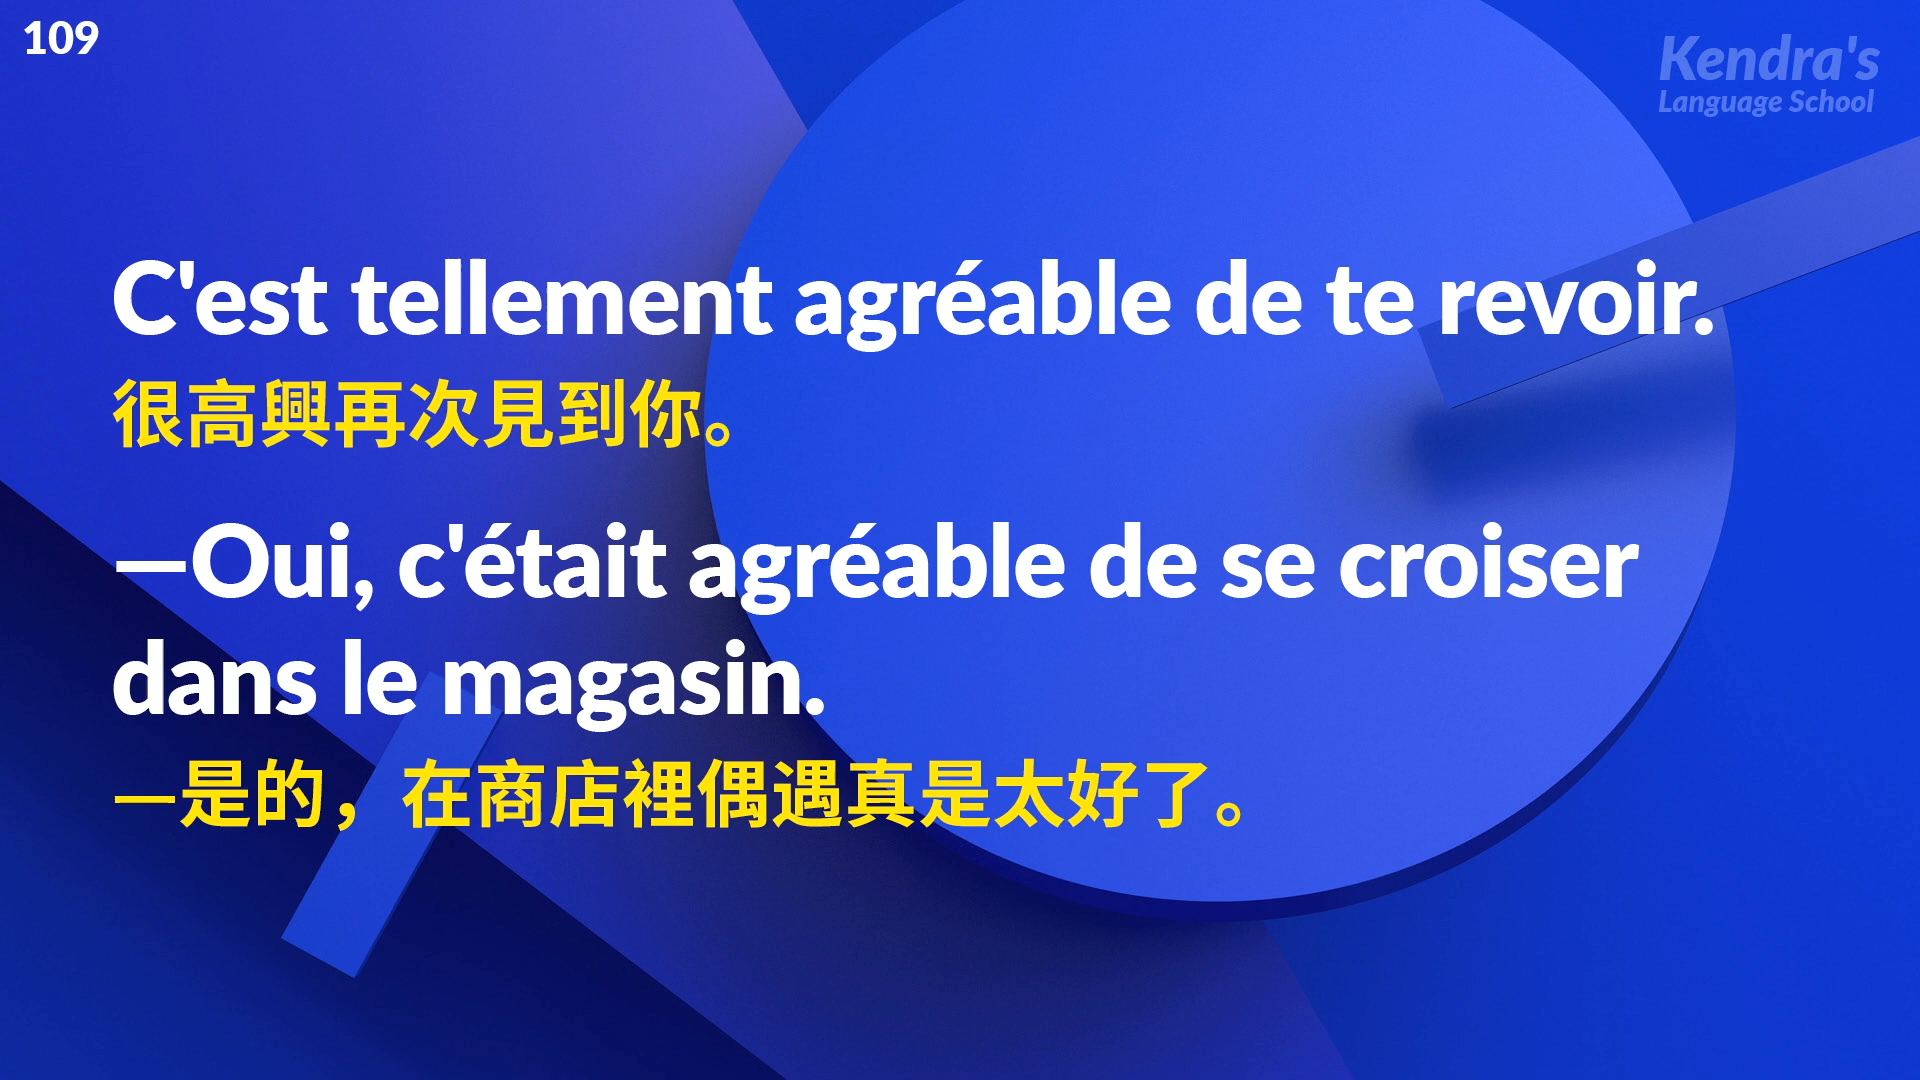 109
Kendra's
Language School
C'est tellement agréable de te revoir.
很高興再次見到你。
—Oui, c'était agréable de se croiser
dans le magasin.
—是的，在商店裡偶遇真是太好了。